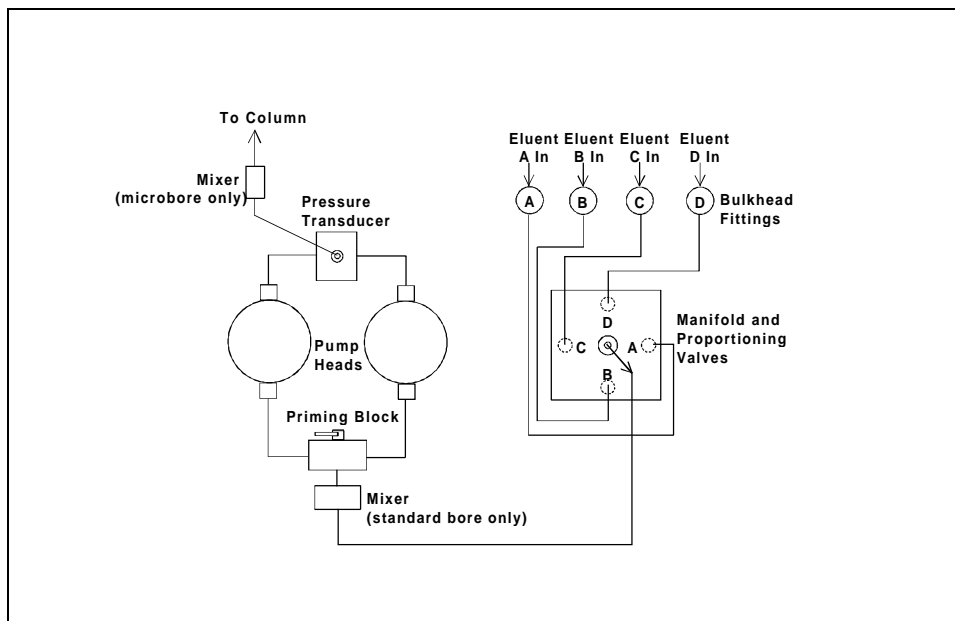 To Column
Mixer
(microbore only)
Pressure
Transducer
Pump
Heads
Priming Block
Mixer
(standard bore only)
Eluent Eluent Eluent Eluent
A In B In C In D In
A B C D
Bulkhead
Fittings
D
C A
B
Manifold and
Proportioning
Valves